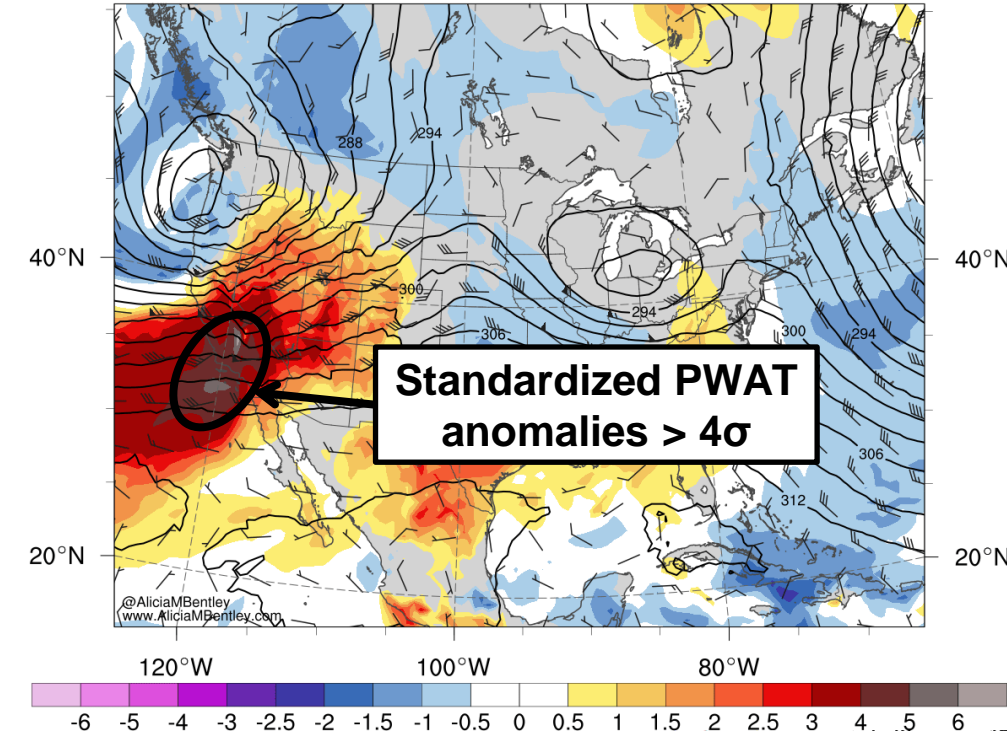 288
294
40°N
40°N
300
294
306
300
294
Standardized PWAT
anomalies > 4σ
306
312
20°N
20°N
@AliciaMBentley
www.AliciaMBentley.com
120°W
100°W
80°W
-6 -5 -4 -3 -2.5 -2 -1.5 -1 -0.5 0 0.5 1 1.5 2 2.5 3 4 5 6